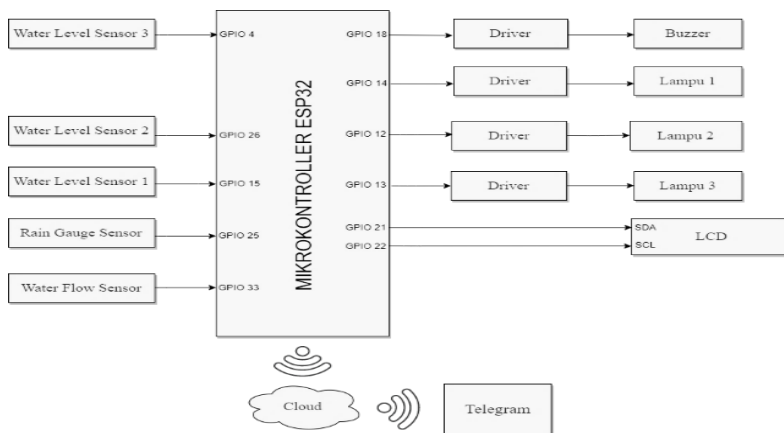 Water Level Sensor 3
Water Level Sensor 2
Water Level Sensor 1
Rain Gauge Sensor
Water Flow Sensor
GPIO 4
GPIO 26
GPIO 15
GPIO 25
GPIO 33
MIKROKONTROLLER ESP32
GPIO 18
GPIO 14
GPIO 12
GPIO 13
GPIO 21
GPIO 22
Driver
Buzzer
Driver
Lampu 1
Driver
Lampu 2
Driver
Lampu 3
SDA
SCL
LCD
Cloud
Telegram